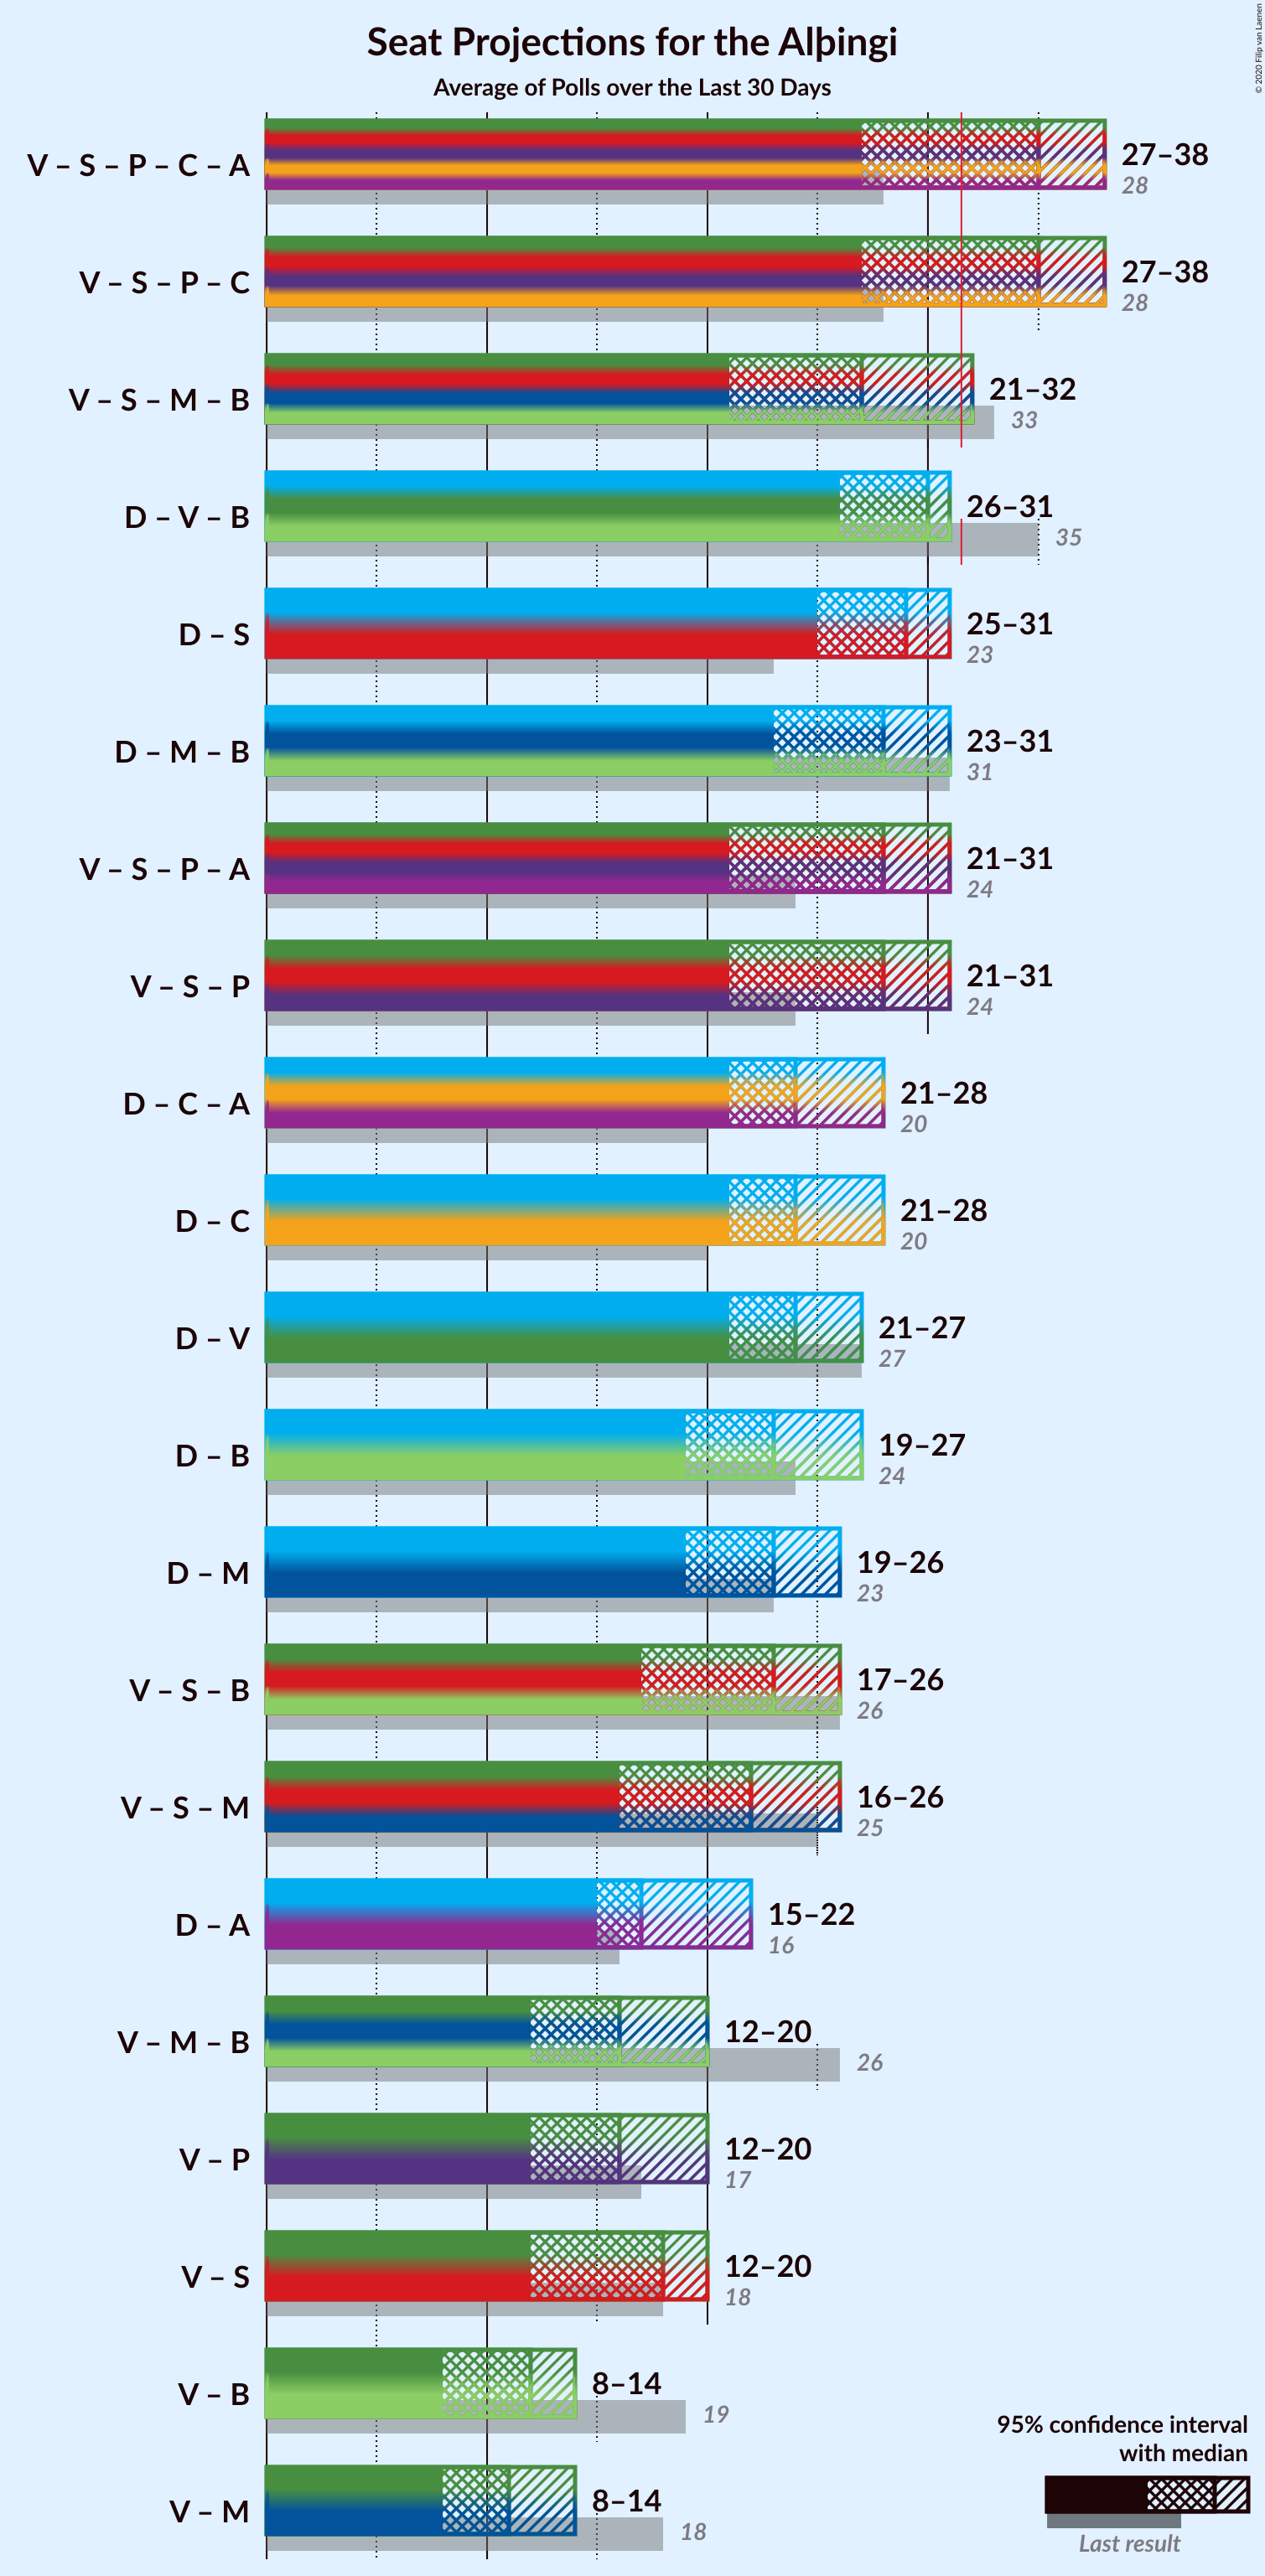 Seat Projections for the Alþingi
Average of Polls over the Last 30 Days
© 2020 Filip van Laenen
V – S – P – C – A
27–38
28
V – S – P – C
27–38
28
V – S – M – B
21–32
33
D – V – B
26–31
35
D – S
25–31
23
D – M – B
23–31
31
V – S – P – A
21–31
24
V – S – P
21–31
24
D – C – A
21–28
20
D – C
21–28
20
D – V
21–27
27
D – B
19–27
24
D – M
19–26
23
V – S – B
17–26
26
V – S – M
16–26
25
D – A
15–22
16
V – M – B
12–20
26
V – P
12–20
17
V – S
12–20
18
V – B
8–14
19
V – M
8–14
18
95% confidence interval
with median
Last result